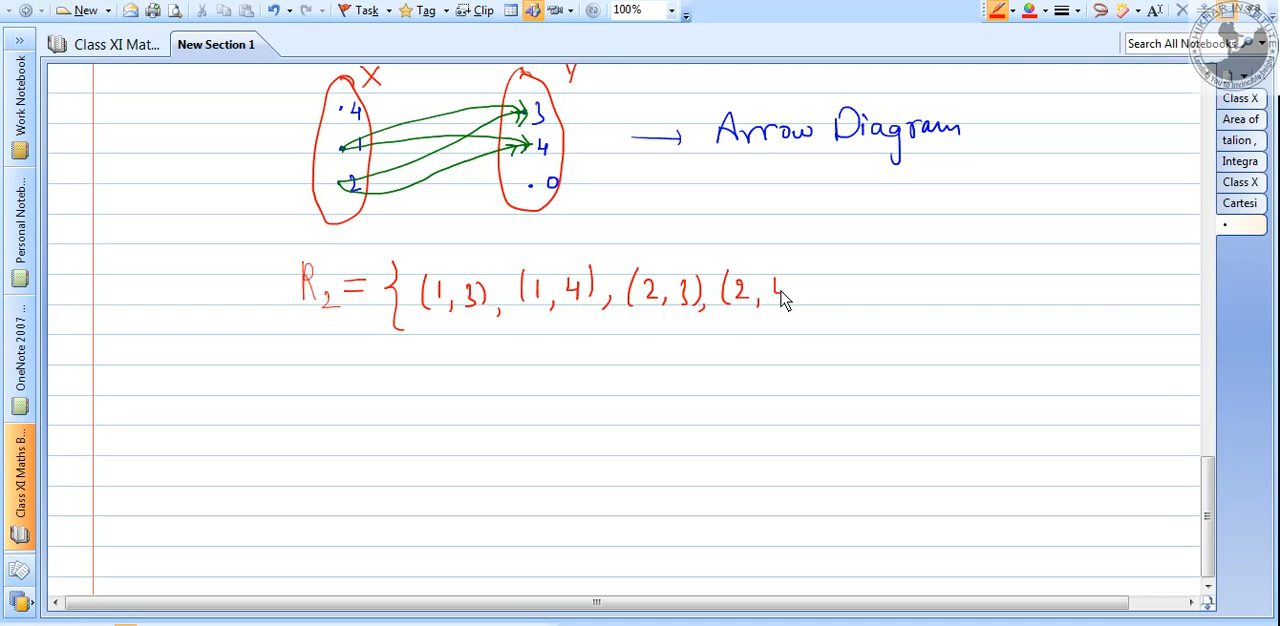 New Task Tag Clip 100%
Class XI Mat... New Section 1 Search All Notebooks
Work Notebook
Personal Noteb...
OneNote 2007 ...
Class XI Maths B...
Class X
Area of
talion ,
Integra
Class X
Cartesi
X Y
4 3
1 4
2 0
→ Arrow Diagram
R₂ = { (1, 3), (1, 4), (2, 3), (2, 4